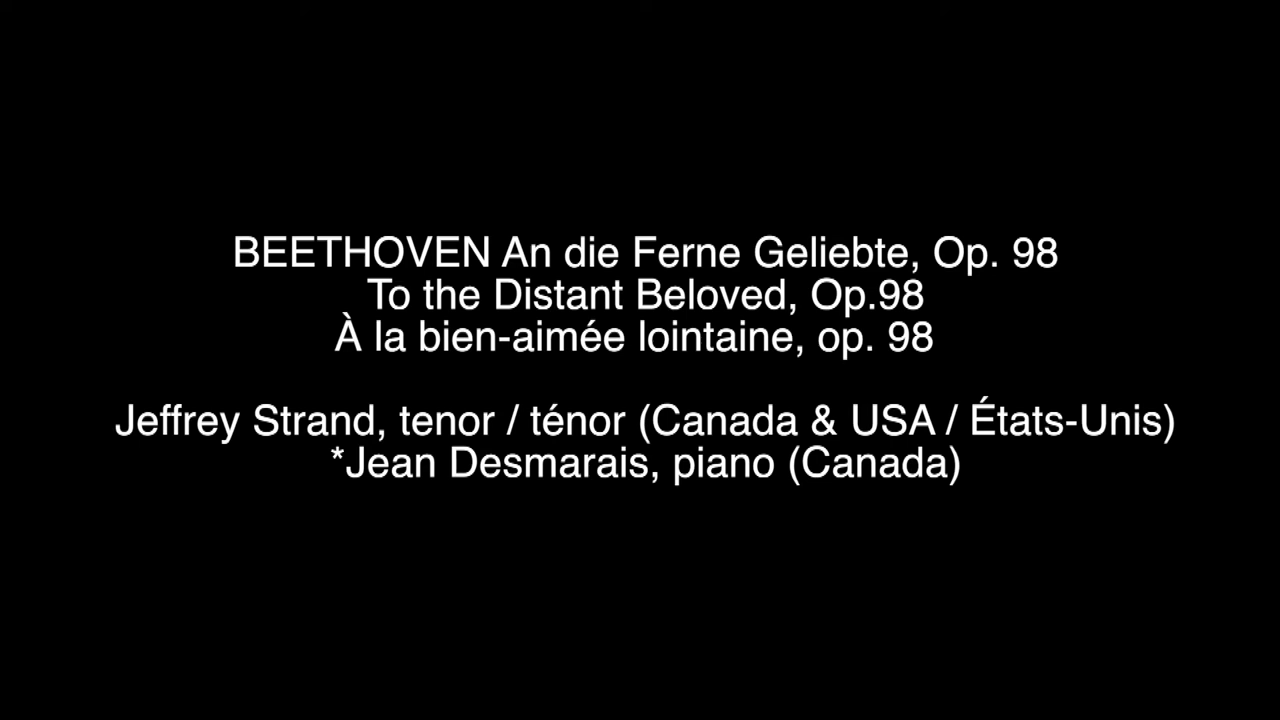 BEETHOVEN An die Ferne Geliebte, Op. 98
To the Distant Beloved, Op.98
À la bien-aimée lointaine, op. 98
Jeffrey Strand, tenor / ténor (Canada & USA / États-Unis)
*Jean Desmarais, piano (Canada)